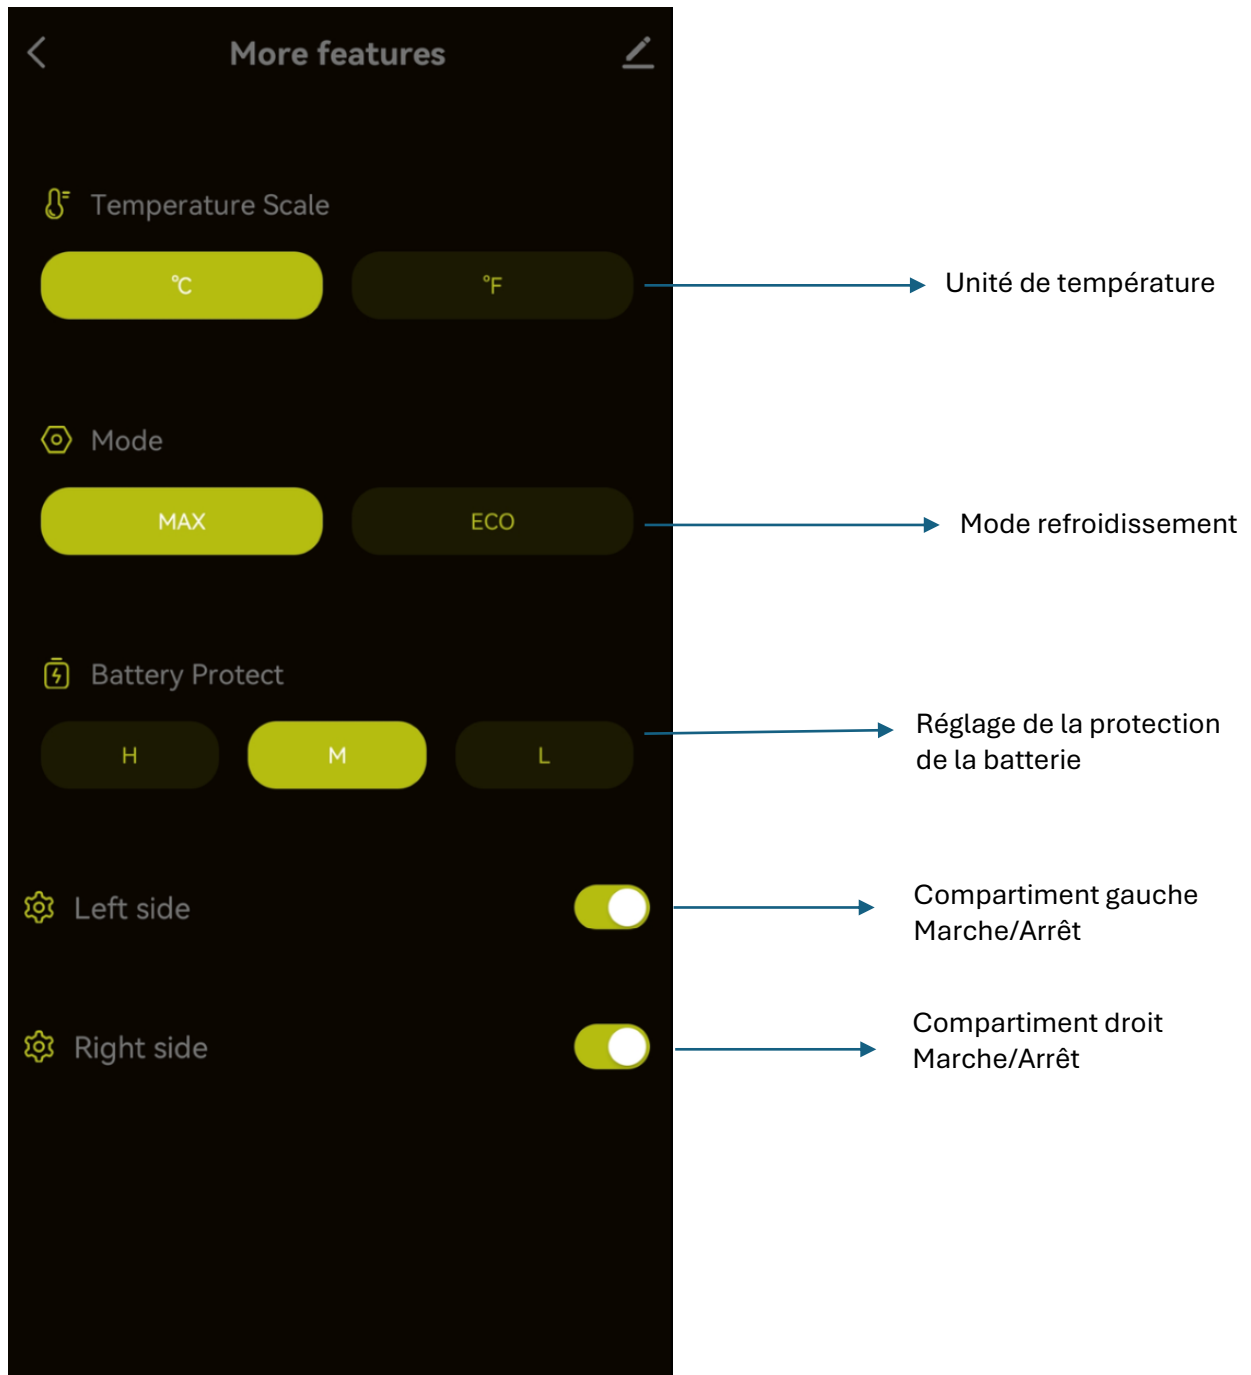 More features
Temperature Scale
°C
°F
Unité de température
Mode
MAX
ECO
Mode refroidissement
Battery Protect
H
M
L
Réglage de la protection
de la batterie
Left side
Compartiment gauche
Marche/Arrêt
Right side
Compartiment droit
Marche/Arrêt